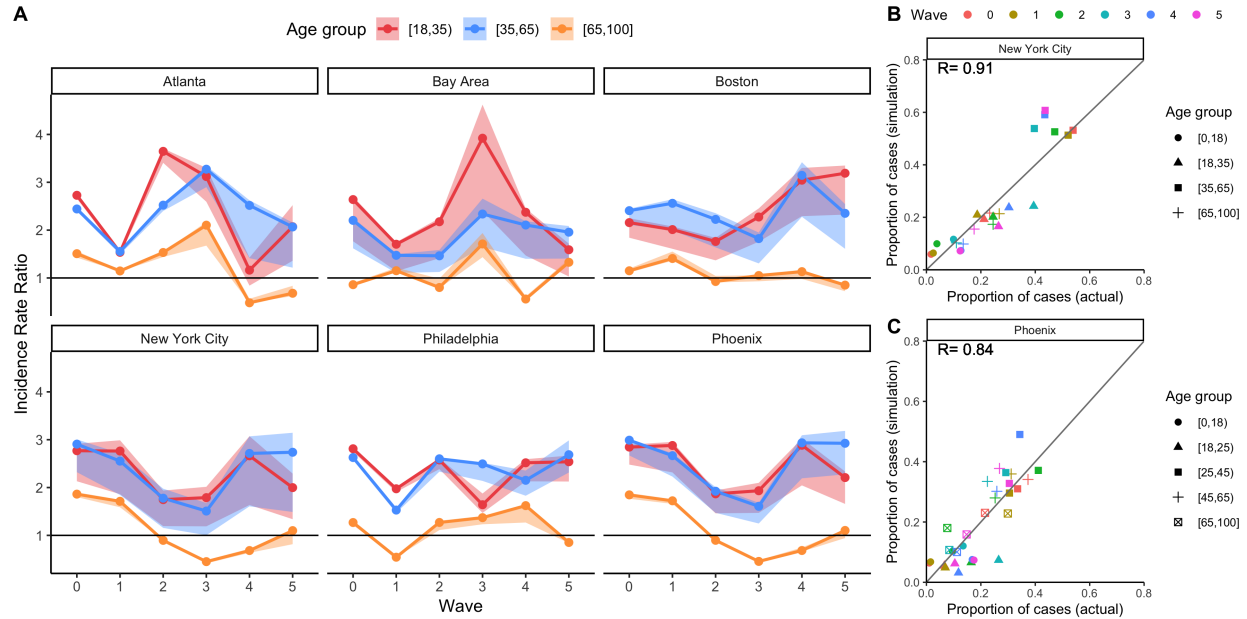 A
Age group [18,35) [35,65) [65,100]
Atlanta Bay Area Boston
4
3
2
1
New York City Philadelphia Phoenix
4
3
2
1
0 1 2 3 4 5 0 1 2 3 4 5 0 1 2 3 4 5
Wave
Incidence Rate Ratio
B
Wave 0 1 2 3 4 5
New York City
R= 0.91
0.8
0.6
0.4
0.2
0.0
0.0 0.2 0.4 0.6 0.8
Proportion of cases (actual)
Proportion of cases (simulation)
Age group
[0,18)
[18,35)
[35,65)
[65,100]
C
Phoenix
R= 0.84
0.8
0.6
0.4
0.2
0.0
0.0 0.2 0.4 0.6 0.8
Proportion of cases (actual)
Proportion of cases (simulation)
Age group
[0,18)
[18,25)
[25,45)
[45,65)
[65,100]